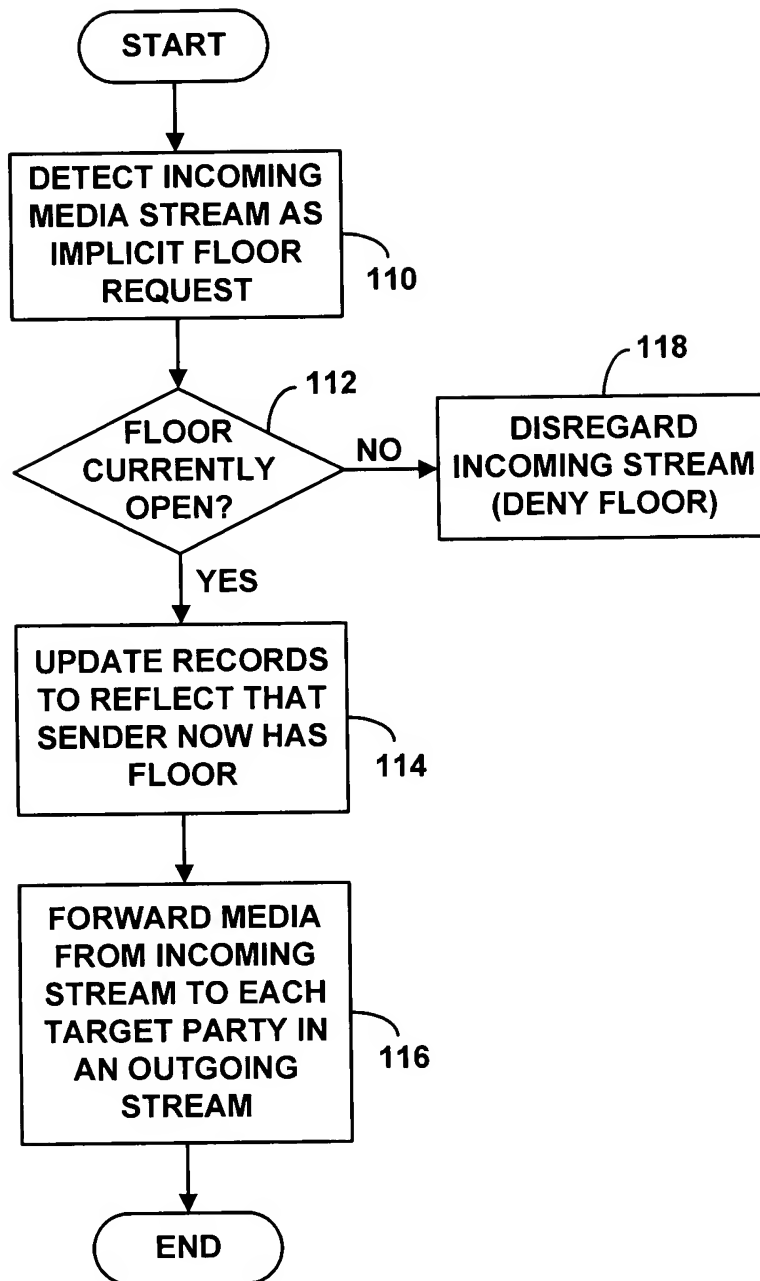 START
DETECT INCOMING
MEDIA STREAM AS
IMPLICIT FLOOR
REQUEST
110
118
112
FLOOR
CURRENTLY
OPEN?
NO
DISREGARD
INCOMING STREAM
(DENY FLOOR)
YES
UPDATE RECORDS
TO REFLECT THAT
SENDER NOW HAS
FLOOR
114
FORWARD MEDIA
FROM INCOMING
STREAM TO EACH
TARGET PARTY IN
AN OUTGOING
STREAM
116
END